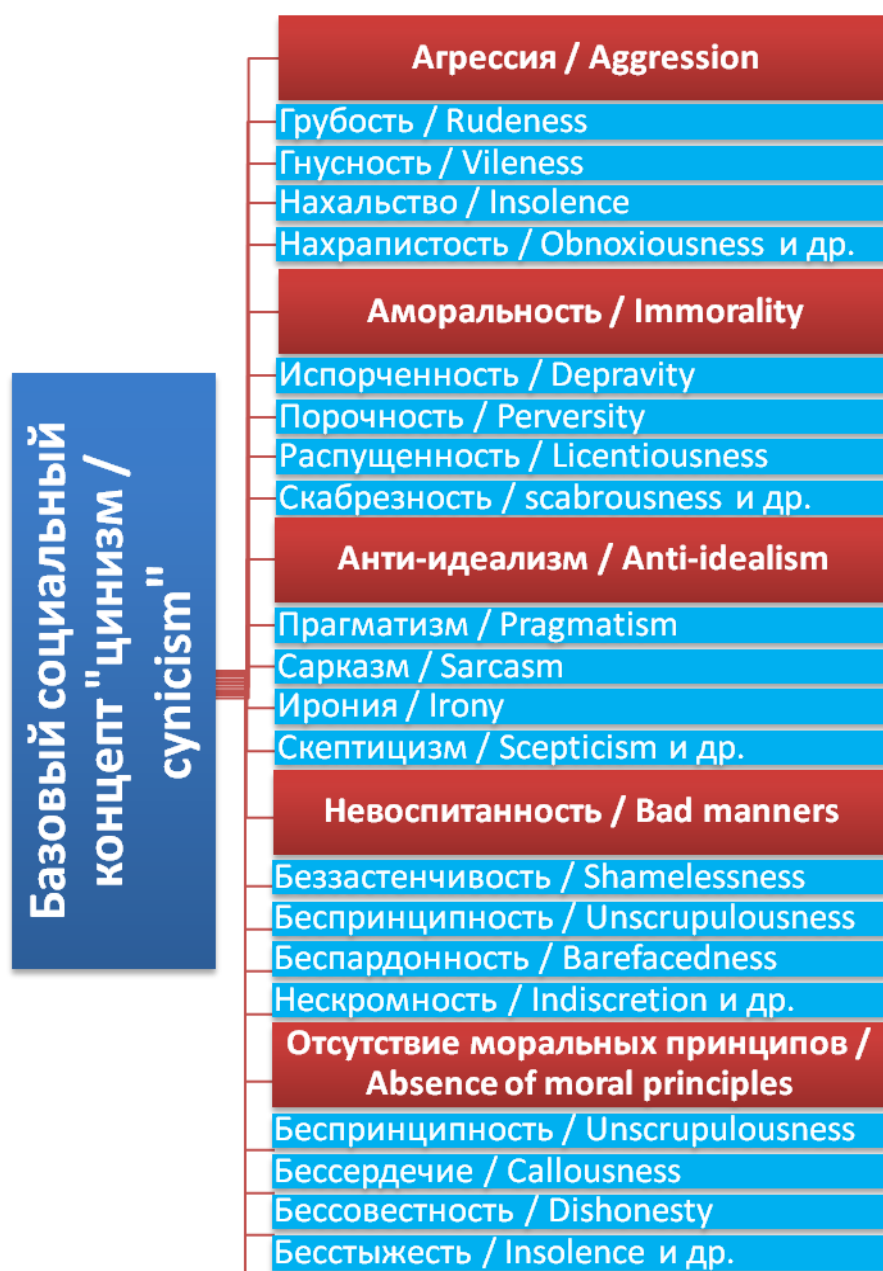 Базовый социальный
концепт "цинизм /
cynicism"
Агрессия / Aggression
Грубость / Rudeness
Гнусность / Vileness
Нахальство / Insolence
Нахрапистость / Obnoxiousness и др.
Аморальность / Immorality
Испорченность / Depravity
Порочность / Perversity
Распущенность / Licentiousness
Скабрезность / scabrousness и др.
Анти-идеализм / Anti-idealism
Прагматизм / Pragmatism
Сарказм / Sarcasm
Ирония / Irony
Скептицизм / Scepticism и др.
Невоспитанность / Bad manners
Беззастенчивость / Shamelessness
Беспринципность / Unscrupulousness
Беспардонность / Barefacedness
Нескромность / Indiscretion и др.
Отсутствие моральных принципов /
Absence of moral principles
Беспринципность / Unscrupulousness
Бессердечие / Callousness
Бессовестность / Dishonesty
Бесстыжесть / Insolence и др.